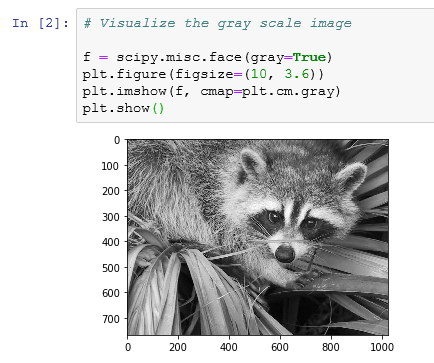 In [2]: # Visualize the gray scale image
f = scipy.misc.face(gray=True)
plt.figure(figsize=(10, 3.6))
plt.imshow(f, cmap=plt.cm.gray)
plt.show()
0
100
200
300
400
500
600
700
0 200 400 600 800 1000